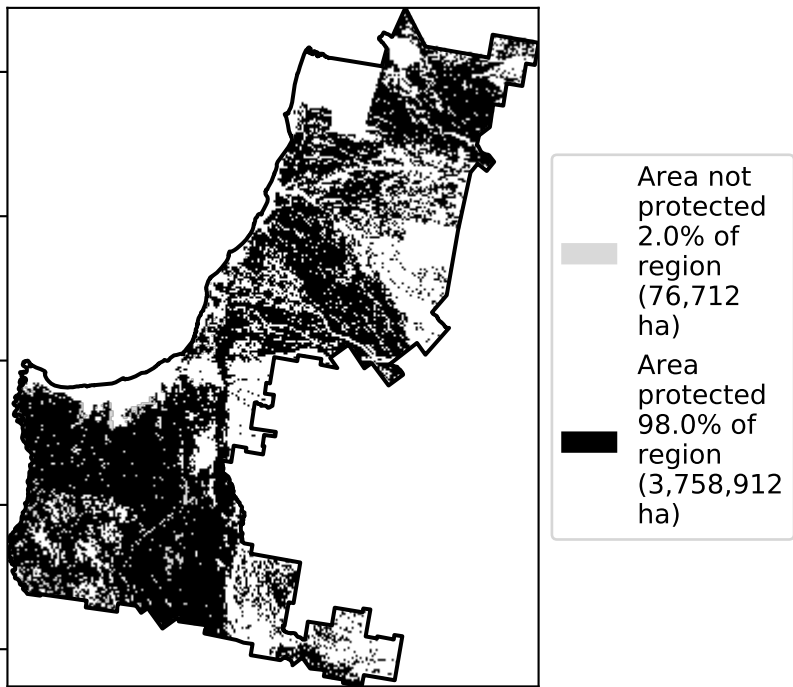 Area not
protected
2.0% of
region
(76,712
ha)
Area
protected
98.0% of
region
(3,758,912
ha)